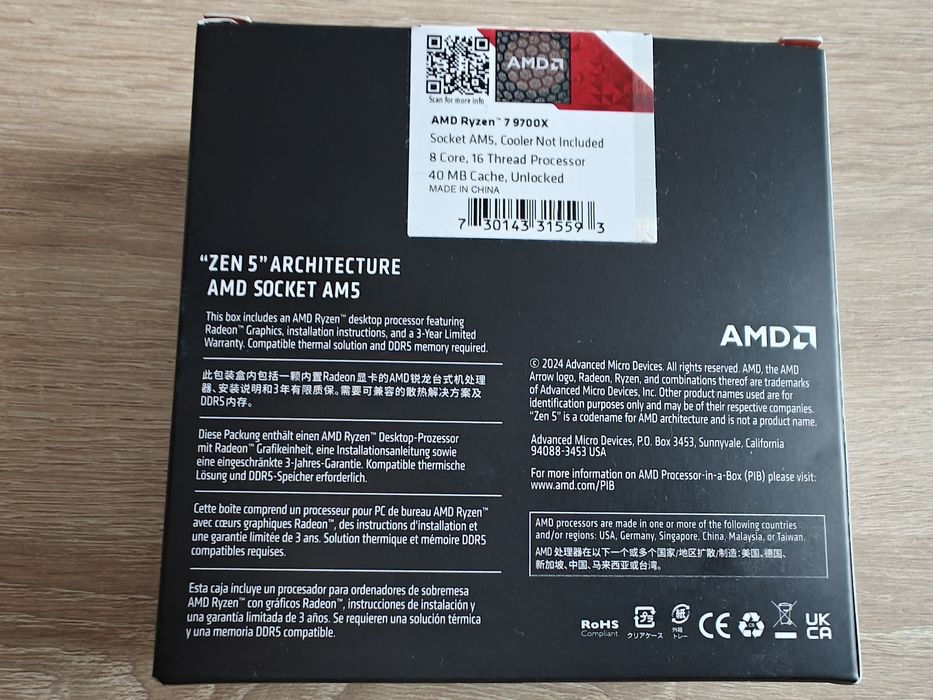 AMD
Scan for more info
AMD Ryzen™ 7 9700X
Socket AM5, Cooler Not Included
8 Core, 16 Thread Processor
40 MB Cache, Unlocked
MADE IN CHINA
7 30143 31559 3
“ZEN 5” ARCHITECTURE
AMD SOCKET AM5
This box includes an AMD Ryzen™ desktop processor featuring
Radeon™ Graphics, installation instructions, and a 3-Year Limited
Warranty. Compatible thermal solution and DDR5 memory required.
此包装盒内包括一颗内置Radeon显卡的AMD锐龙台式机处理
器、安装说明和3年有限质保。需要可兼容的散热解决方案及
DDR5内存。
Diese Packung enthält einen AMD Ryzen™ Desktop-Prozessor
mit Radeon™ Grafikeinheit, eine Installationsanleitung sowie
eine eingeschränkte 3-Jahres-Garantie. Kompatible thermische
Lösung und DDR5-Speicher erforderlich.
Cette boîte comprend un processeur pour PC de bureau AMD Ryzen™
avec cœurs graphiques Radeon™, des instructions d'installation et
une garantie limitée de 3 ans. Solution thermique et mémoire DDR5
compatibles requises.
Esta caja incluye un procesador para ordenadores de sobremesa
AMD Ryzen™ con gráficos Radeon™, instrucciones de instalación y
una garantía limitada de 3 años. Se requieren una solución térmica
y una memoria DDR5 compatible.
AMD
© 2024 Advanced Micro Devices. All rights reserved. AMD, the AMD
Arrow logo, Radeon, Ryzen, and combinations thereof are trademarks
of Advanced Micro Devices, Inc. Other product names used are for
identification purposes only and may be of their respective companies.
“Zen 5” is a codename for AMD architecture and is not a product name.
Advanced Micro Devices, P.O. Box 3453, Sunnyvale, California
94088-3453 USA
For more information on AMD Processor-in-a-Box (PIB) please visit:
www.amd.com/PIB
AMD processors are made in one or more of the following countries
and/or regions: USA, Germany, Singapore, China, Malaysia, or Taiwan.
AMD 处理器在以下一个或多个国家/地区扩散/制造：美国、德国、
新加坡、中国、马来西亚或台湾。
RoHS
Compliant
プラ
クリアケース
紙
外箱
トレー
CE
UK
CA